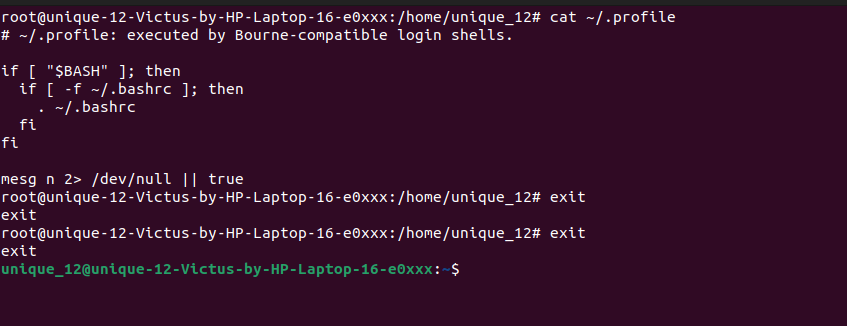 root@unique-12-Victus-by-HP-Laptop-16-e0xxx:/home/unique_12# cat ~/.profile
# ~/.profile: executed by Bourne-compatible login shells.

if [ "$BASH" ]; then
  if [ -f ~/.bashrc ]; then
    . ~/.bashrc
  fi
fi

mesg n 2> /dev/null || true
root@unique-12-Victus-by-HP-Laptop-16-e0xxx:/home/unique_12# exit
exit
root@unique-12-Victus-by-HP-Laptop-16-e0xxx:/home/unique_12# exit
exit
unique_12@unique-12-Victus-by-HP-Laptop-16-e0xxx:~$